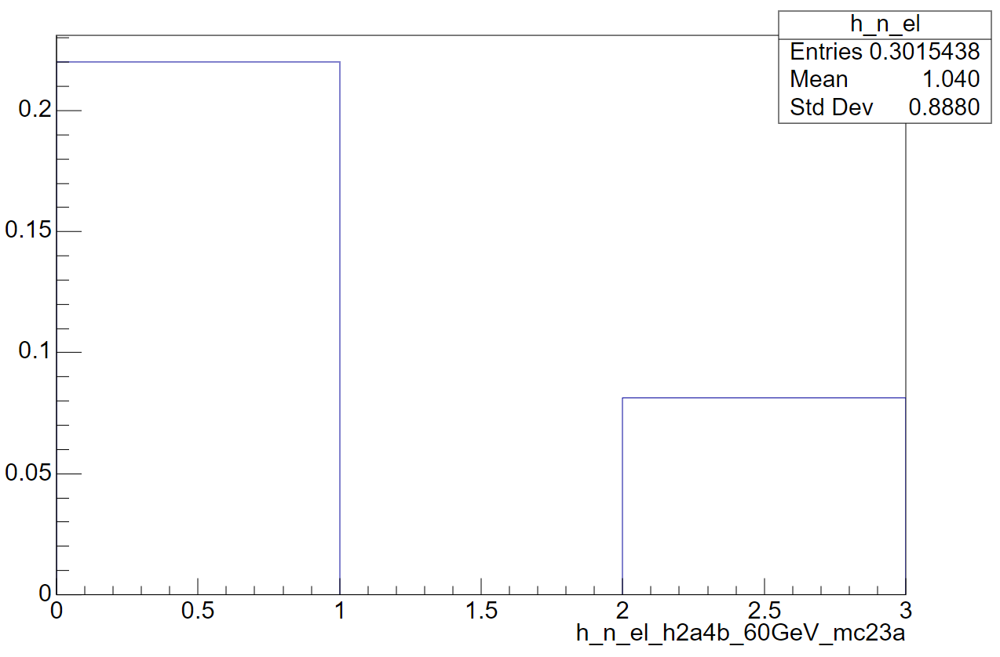 h_n_el
Entries 0.3015438
Mean 1.040
Std Dev 0.8880
0.2
0.15
0.1
0.05
0
0 0.5 1 1.5 2 2.5 3
h_n_el_h2a4b_60GeV_mc23a